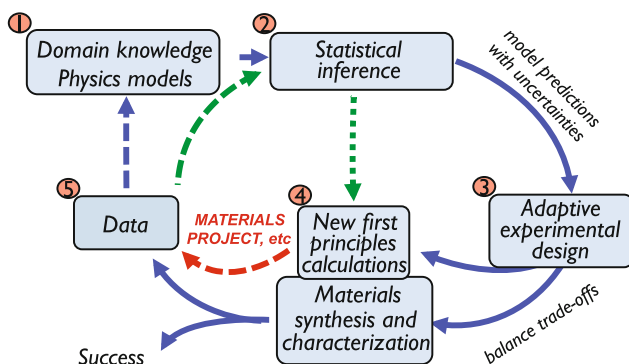 1
Domain knowledge
Physics models
2
Statistical
inference
model predictions
with uncertainties
3
Adaptive
experimental
design
4
New first
principles
calculations
Materials
synthesis and
characterization
balance trade-offs
5
Data
MATERIALS
PROJECT, etc
Success